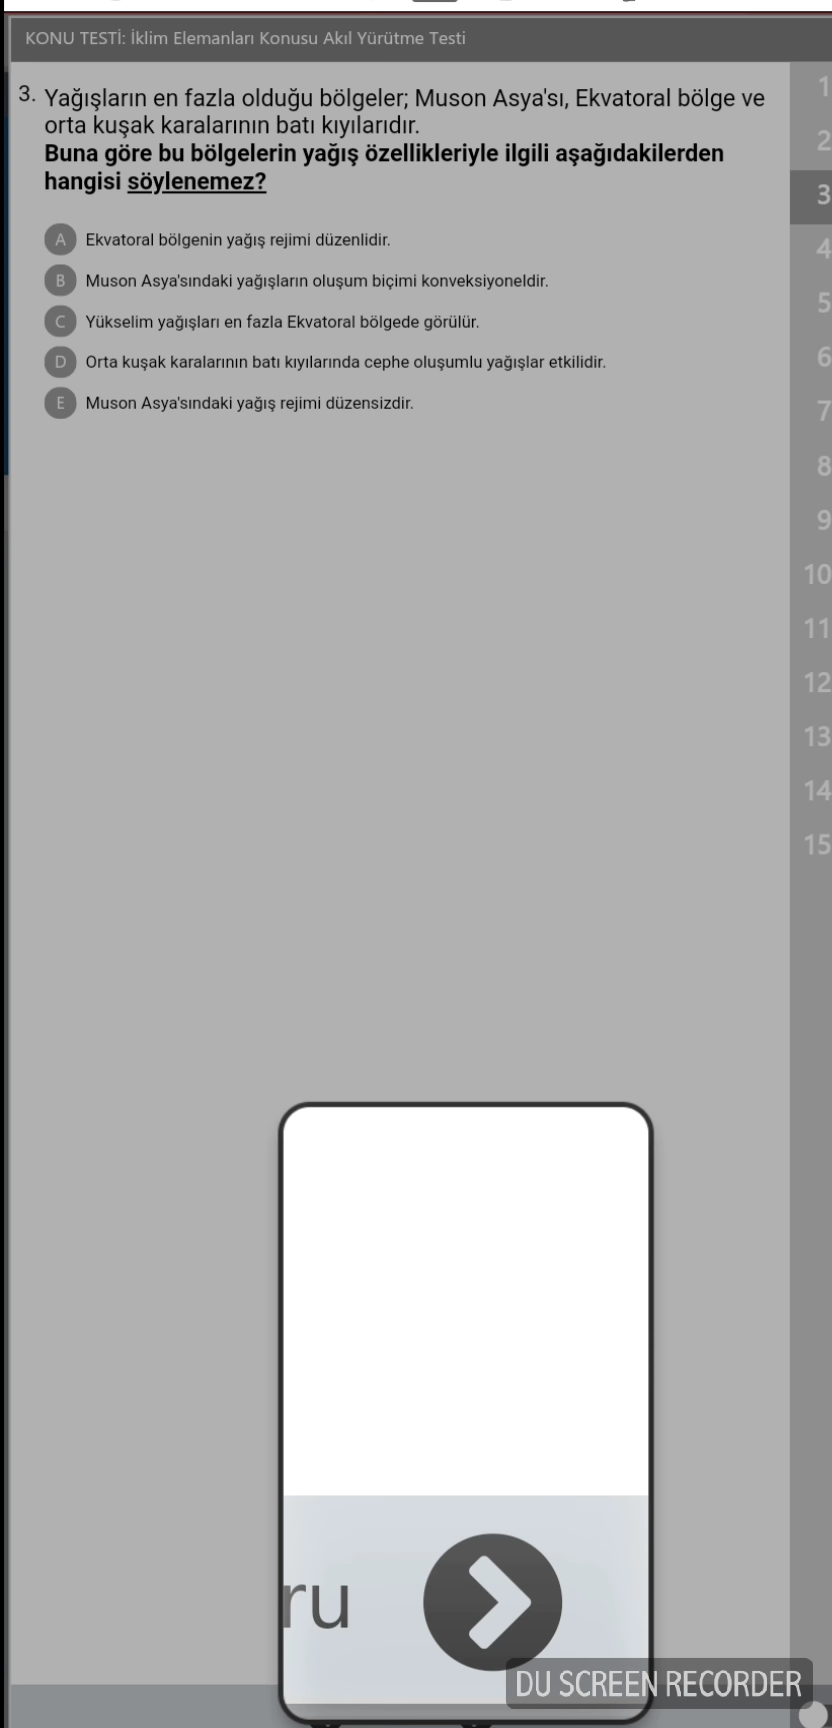 KONU TESTİ: İklim Elemanları Konusu Akıl Yürütme Testi
3. Yağışların en fazla olduğu bölgeler; Muson Asya'sı, Ekvatoral bölge ve
orta kuşak karalarının batı kıyılarıdır.
Buna göre bu bölgelerin yağış özellikleriyle ilgili aşağıdakilerden
hangisi söylenemez?
A Ekvatoral bölgenin yağış rejimi düzenlidir.
B Muson Asya'sındaki yağışların oluşum biçimi konveksiyoneldir.
C Yükselim yağışları en fazla Ekvatoral bölgede görülür.
D Orta kuşak karalarının batı kıyılarında cephe oluşumlu yağışlar etkilidir.
E Muson Asya'sındaki yağış rejimi düzensizdir.
1
2
3
4
5
6
7
8
9
10
11
12
13
14
15
ru
DU SCREEN RECORDER